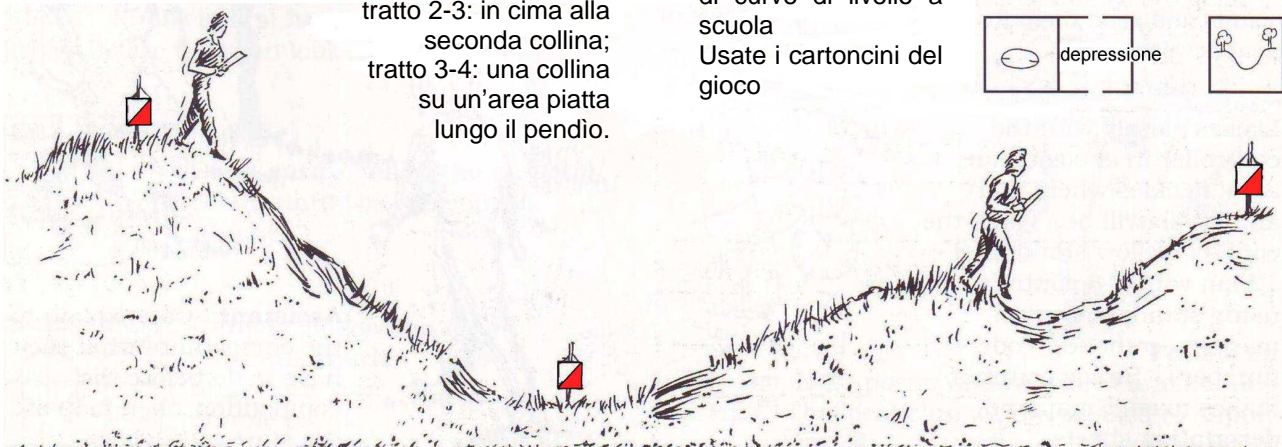 tratto 2-3: in cima alla
seconda collina;
tratto 3-4: una collina
su un'area piatta
lungo il pendìo.
scuola
Usate i cartoncini del
gioco
depressione